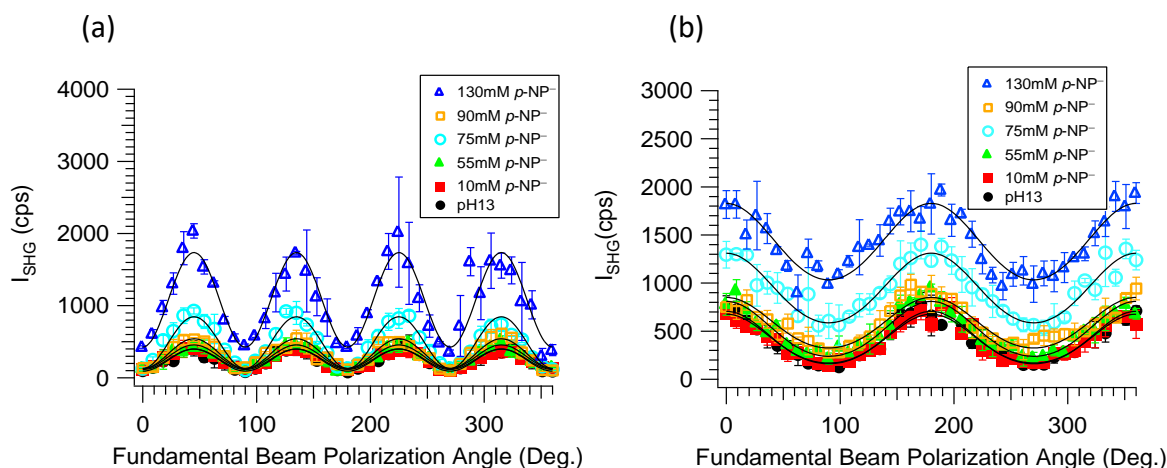 (a)
4000
3000
2000
1000
0
I_SHG (cps)
130mM p-NP⁻
90mM p-NP⁻
75mM p-NP⁻
55mM p-NP⁻
10mM p-NP⁻
pH13
0 100 200 300
Fundamental Beam Polarization Angle (Deg.)
(b)
3000
2500
2000
1500
1000
500
0
I_SHG(cps)
130mM p-NP⁻
90mM p-NP⁻
75mM p-NP⁻
55mM p-NP⁻
10mM p-NP⁻
pH13
0 100 200 300
Fundamental Beam Polarization Angle (Deg.)